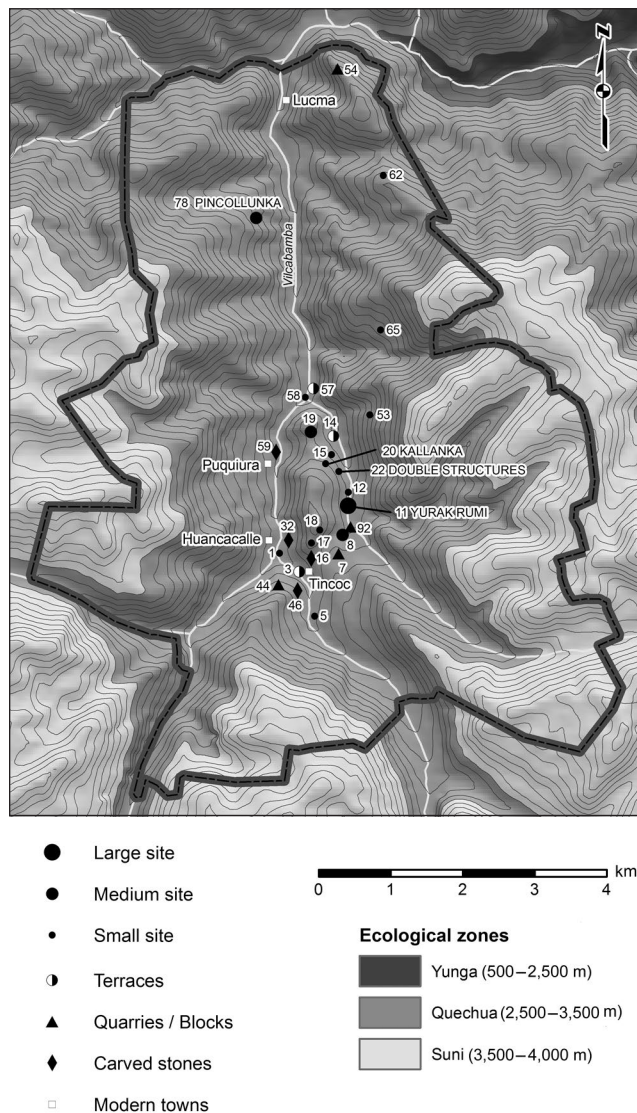 N
54
Lucma
62
78 PINCOLLUNKA
Vilcabamba
65
57
58
53
19
14
59
15
20 KALLANKA
Puquiura
22 DOUBLE STRUCTURES
12
11 YURAK RUMI
32
18
92
Huancacalle
17
8
1
16
7
3
Tincoc
44
46
5
Large site
Medium site
Small site
Terraces
Quarries / Blocks
Carved stones
Modern towns
km
0 1 2 3 4
Ecological zones
Yunga (500–2,500 m)
Quechua (2,500–3,500 m)
Suni (3,500–4,000 m)